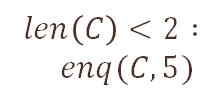 len(C) < 2 :
enq(C, 5)